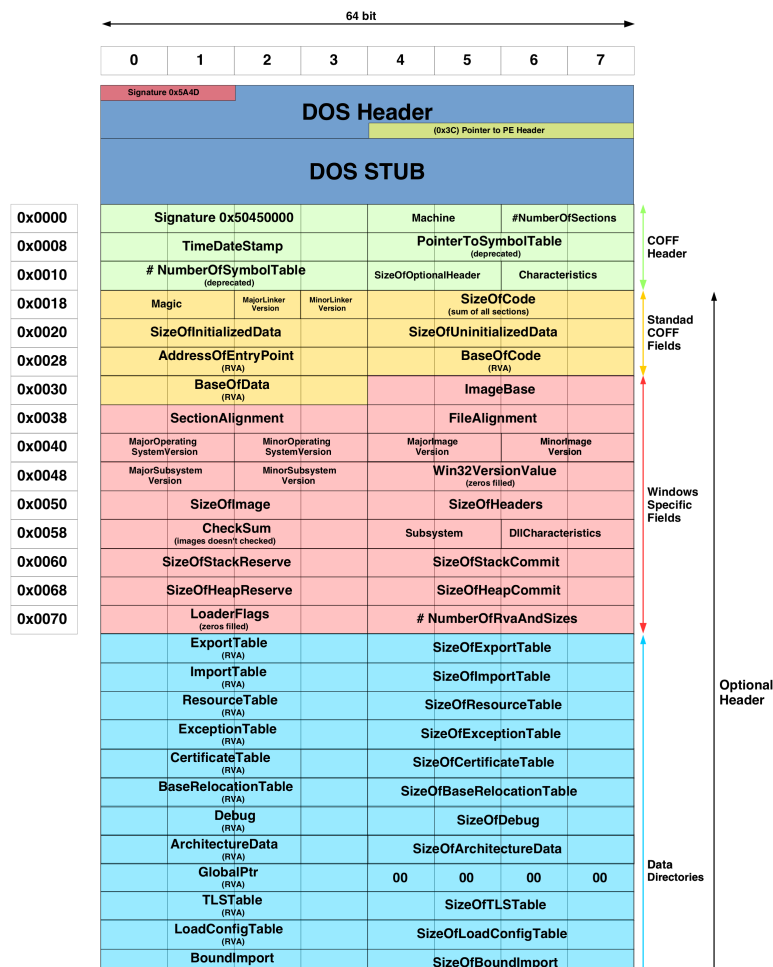 64 bit
0 1 2 3 4 5 6 7
Signature 0x5A4D
DOS Header
(0x3C) Pointer to PE Header
DOS STUB
0x0000 Signature 0x50450000 Machine #NumberOfSections
0x0008 TimeDateStamp PointerToSymbolTable
(deprecated)
COFF
Header
0x0010 # NumberOfSymbolTable
(deprecated)
SizeOfOptionalHeader Characteristics
0x0018 Magic MajorLinker
Version
MinorLinker
Version
SizeOfCode
(sum of all sections)
0x0020 SizeOfInitializedData SizeOfUninitializedData
Standad
COFF
Fields
0x0028 AddressOfEntryPoint
(RVA)
BaseOfCode
(RVA)
0x0030 BaseOfData
(RVA)
ImageBase
0x0038 SectionAlignment FileAlignment
0x0040 MajorOperating
SystemVersion
MinorOperating
SystemVersion
MajorImage
Version
MinorImage
Version
0x0048 MajorSubsystem
Version
MinorSubsystem
Version
Win32VersionValue
(zeros filled)
0x0050 SizeOfImage SizeOfHeaders
Windows
Specific
Fields
0x0058 CheckSum
(images doesn't checked)
Subsystem DllCharacteristics
0x0060 SizeOfStackReserve SizeOfStackCommit
0x0068 SizeOfHeapReserve SizeOfHeapCommit
0x0070 LoaderFlags
(zeros filled)
# NumberOfRvaAndSizes
ExportTable
(RVA)
SizeOfExportTable
ImportTable
(RVA)
SizeOfImportTable
Optional
Header
ResourceTable
(RVA)
SizeOfResourceTable
ExceptionTable
(RVA)
SizeOfExceptionTable
CertificateTable
(RVA)
SizeOfCertificateTable
BaseRelocationTable
(RVA)
SizeOfBaseRelocationTable
Debug
(RVA)
SizeOfDebug
ArchitectureData
(RVA)
SizeOfArchitectureData
GlobalPtr
(RVA)
00 00 00 00
Data
Directories
TLSTable
(RVA)
SizeOfTLSTable
LoadConfigTable
(RVA)
SizeOfLoadConfigTable
BoundImport
SizeOfBoundImport